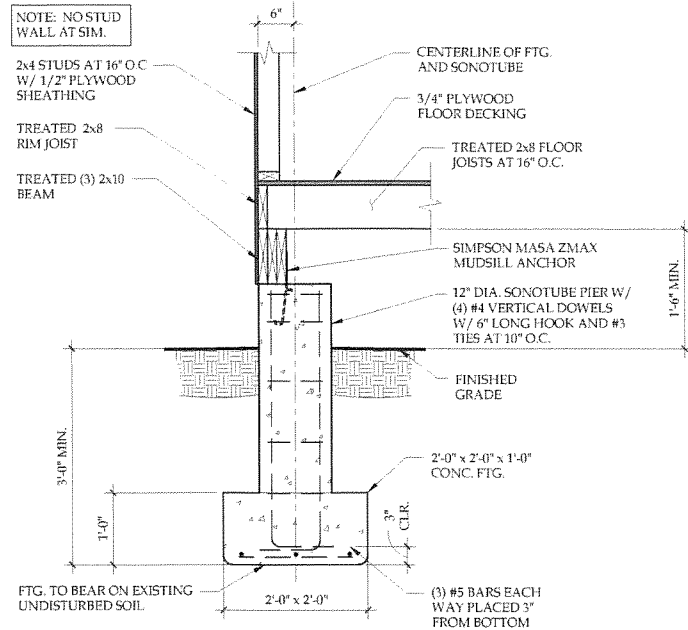 NOTE: NO STUD
WALL AT SIM.
6"
2x4 STUDS AT 16" O.C
W/ 1/2" PLYWOOD
SHEATHING
CENTERLINE OF FTG.
AND SONOTUBE
3/4" PLYWOOD
FLOOR DECKING
TREATED 2x8
RIM JOIST
TREATED 2x8 FLOOR
JOISTS AT 16" O.C.
TREATED (3) 2x10
BEAM
SIMPSON MASA ZMAX
MUDSILL ANCHOR
1'-6" MIN.
12" DIA. SONOTUBE PIER W/
(4) #4 VERTICAL DOWELS
W/ 6" LONG HOOK AND #3
TIES AT 10" O.C.
FINISHED
GRADE
3'-0" MIN.
2'-0" x 2'-0" x 1'-0"
CONC. FTG.
1'-0"
3"
CLR.
FTG. TO BEAR ON EXISTING
UNDISTURBED SOIL
2'-0" x 2'-0"
(3) #5 BARS EACH
WAY PLACED 3"
FROM BOTTOM